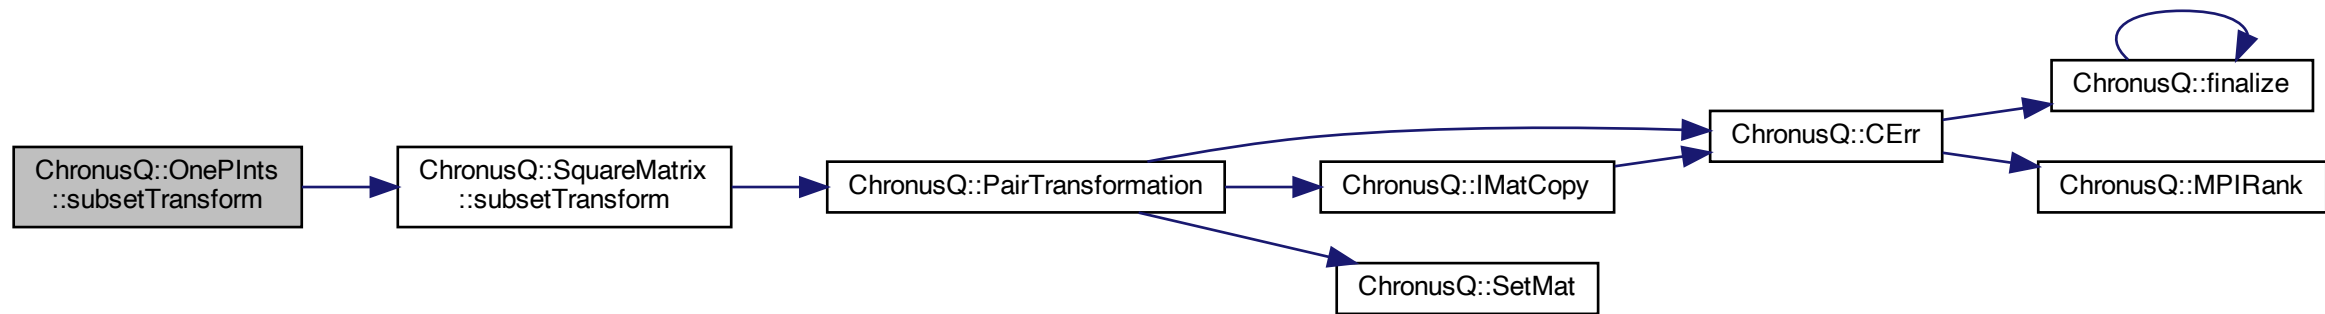 ChronusQ::OnePInts
::subsetTransform
ChronusQ::SquareMatrix
::subsetTransform
ChronusQ::PairTransformation
ChronusQ::IMatCopy
ChronusQ::SetMat
ChronusQ::CErr
ChronusQ::finalize
ChronusQ::MPIRank